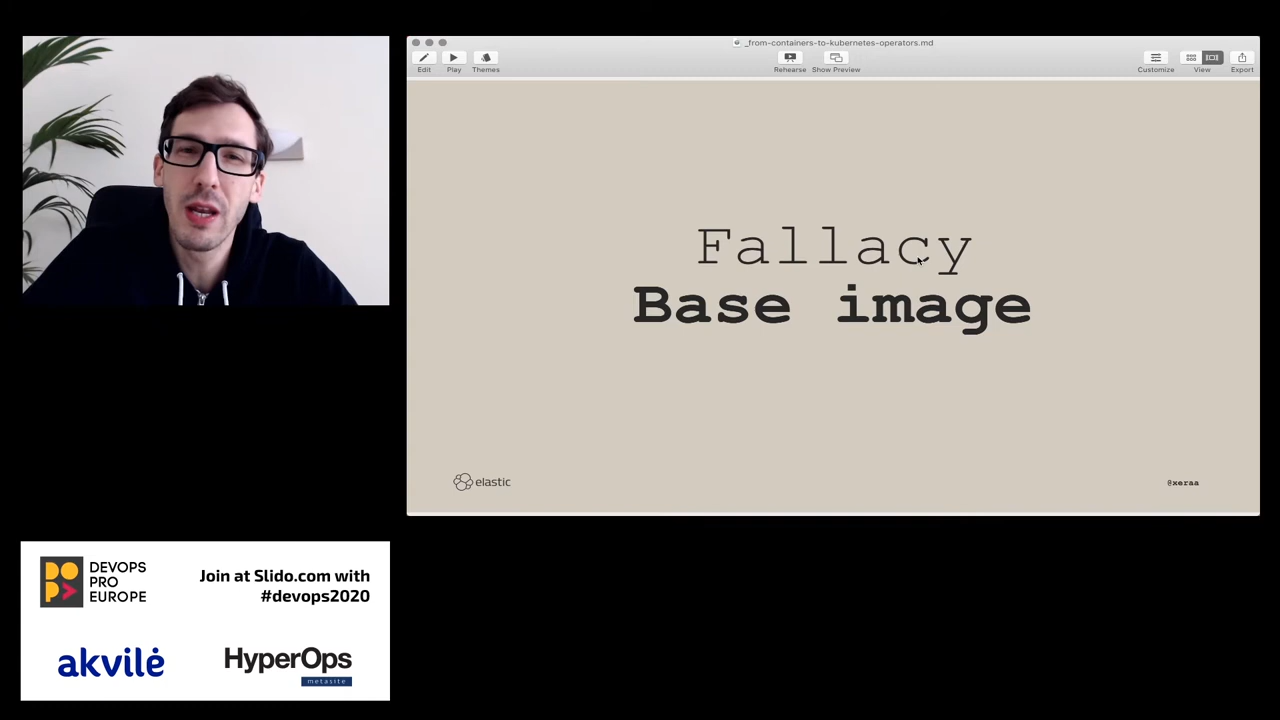 _from-containers-to-kubernetes-operators.md
Edit
Play
Themes
Rehearse
Show Preview
Customize
View
Export
Fallacy
Base image
elastic
@xeraa
DEVOPS
PRO
EUROPE
Join at Slido.com with
#devops2020
akvilė
HyperOps
metasite